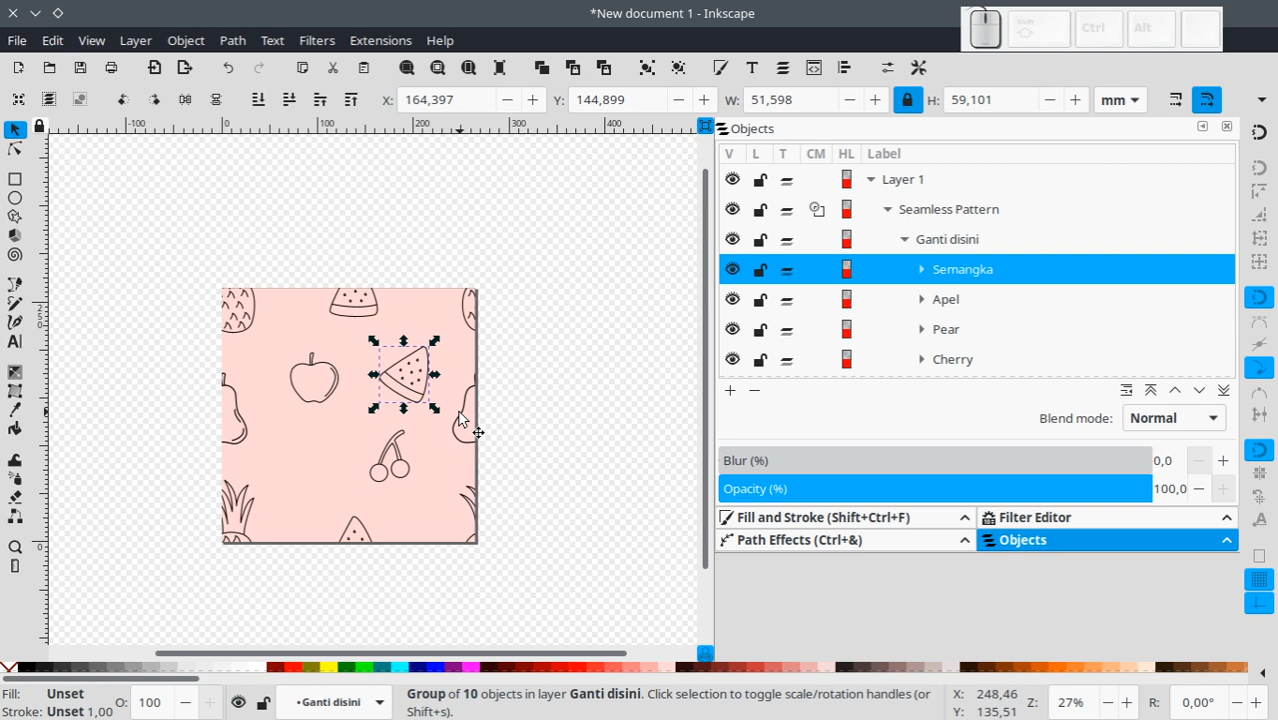 *New document 1 - Inkscape
Shift Ctrl Alt
File Edit View Layer Object Path Text Filters Extensions Help
X: 164,397 Y: 144,899 W: 51,598 H: 59,101 mm
-100 0 100 200 300 400
250
0
Objects
V L T CM HL Label
Layer 1
Seamless Pattern
Ganti disini
Semangka
Apel
Pear
Cherry
Blend mode: Normal
Blur (%) 0,0
Opacity (%) 100,0
Fill and Stroke (Shift+Ctrl+F) Filter Editor
Path Effects (Ctrl+&) Objects
Fill: Unset
Stroke: Unset 1,00
O: 100
•Ganti disini
Group of 10 objects in layer Ganti disini. Click selection to toggle scale/rotation handles (or
Shift+s).
X: 248,46
Y: 135,51
Z: 27% R: 0,00°